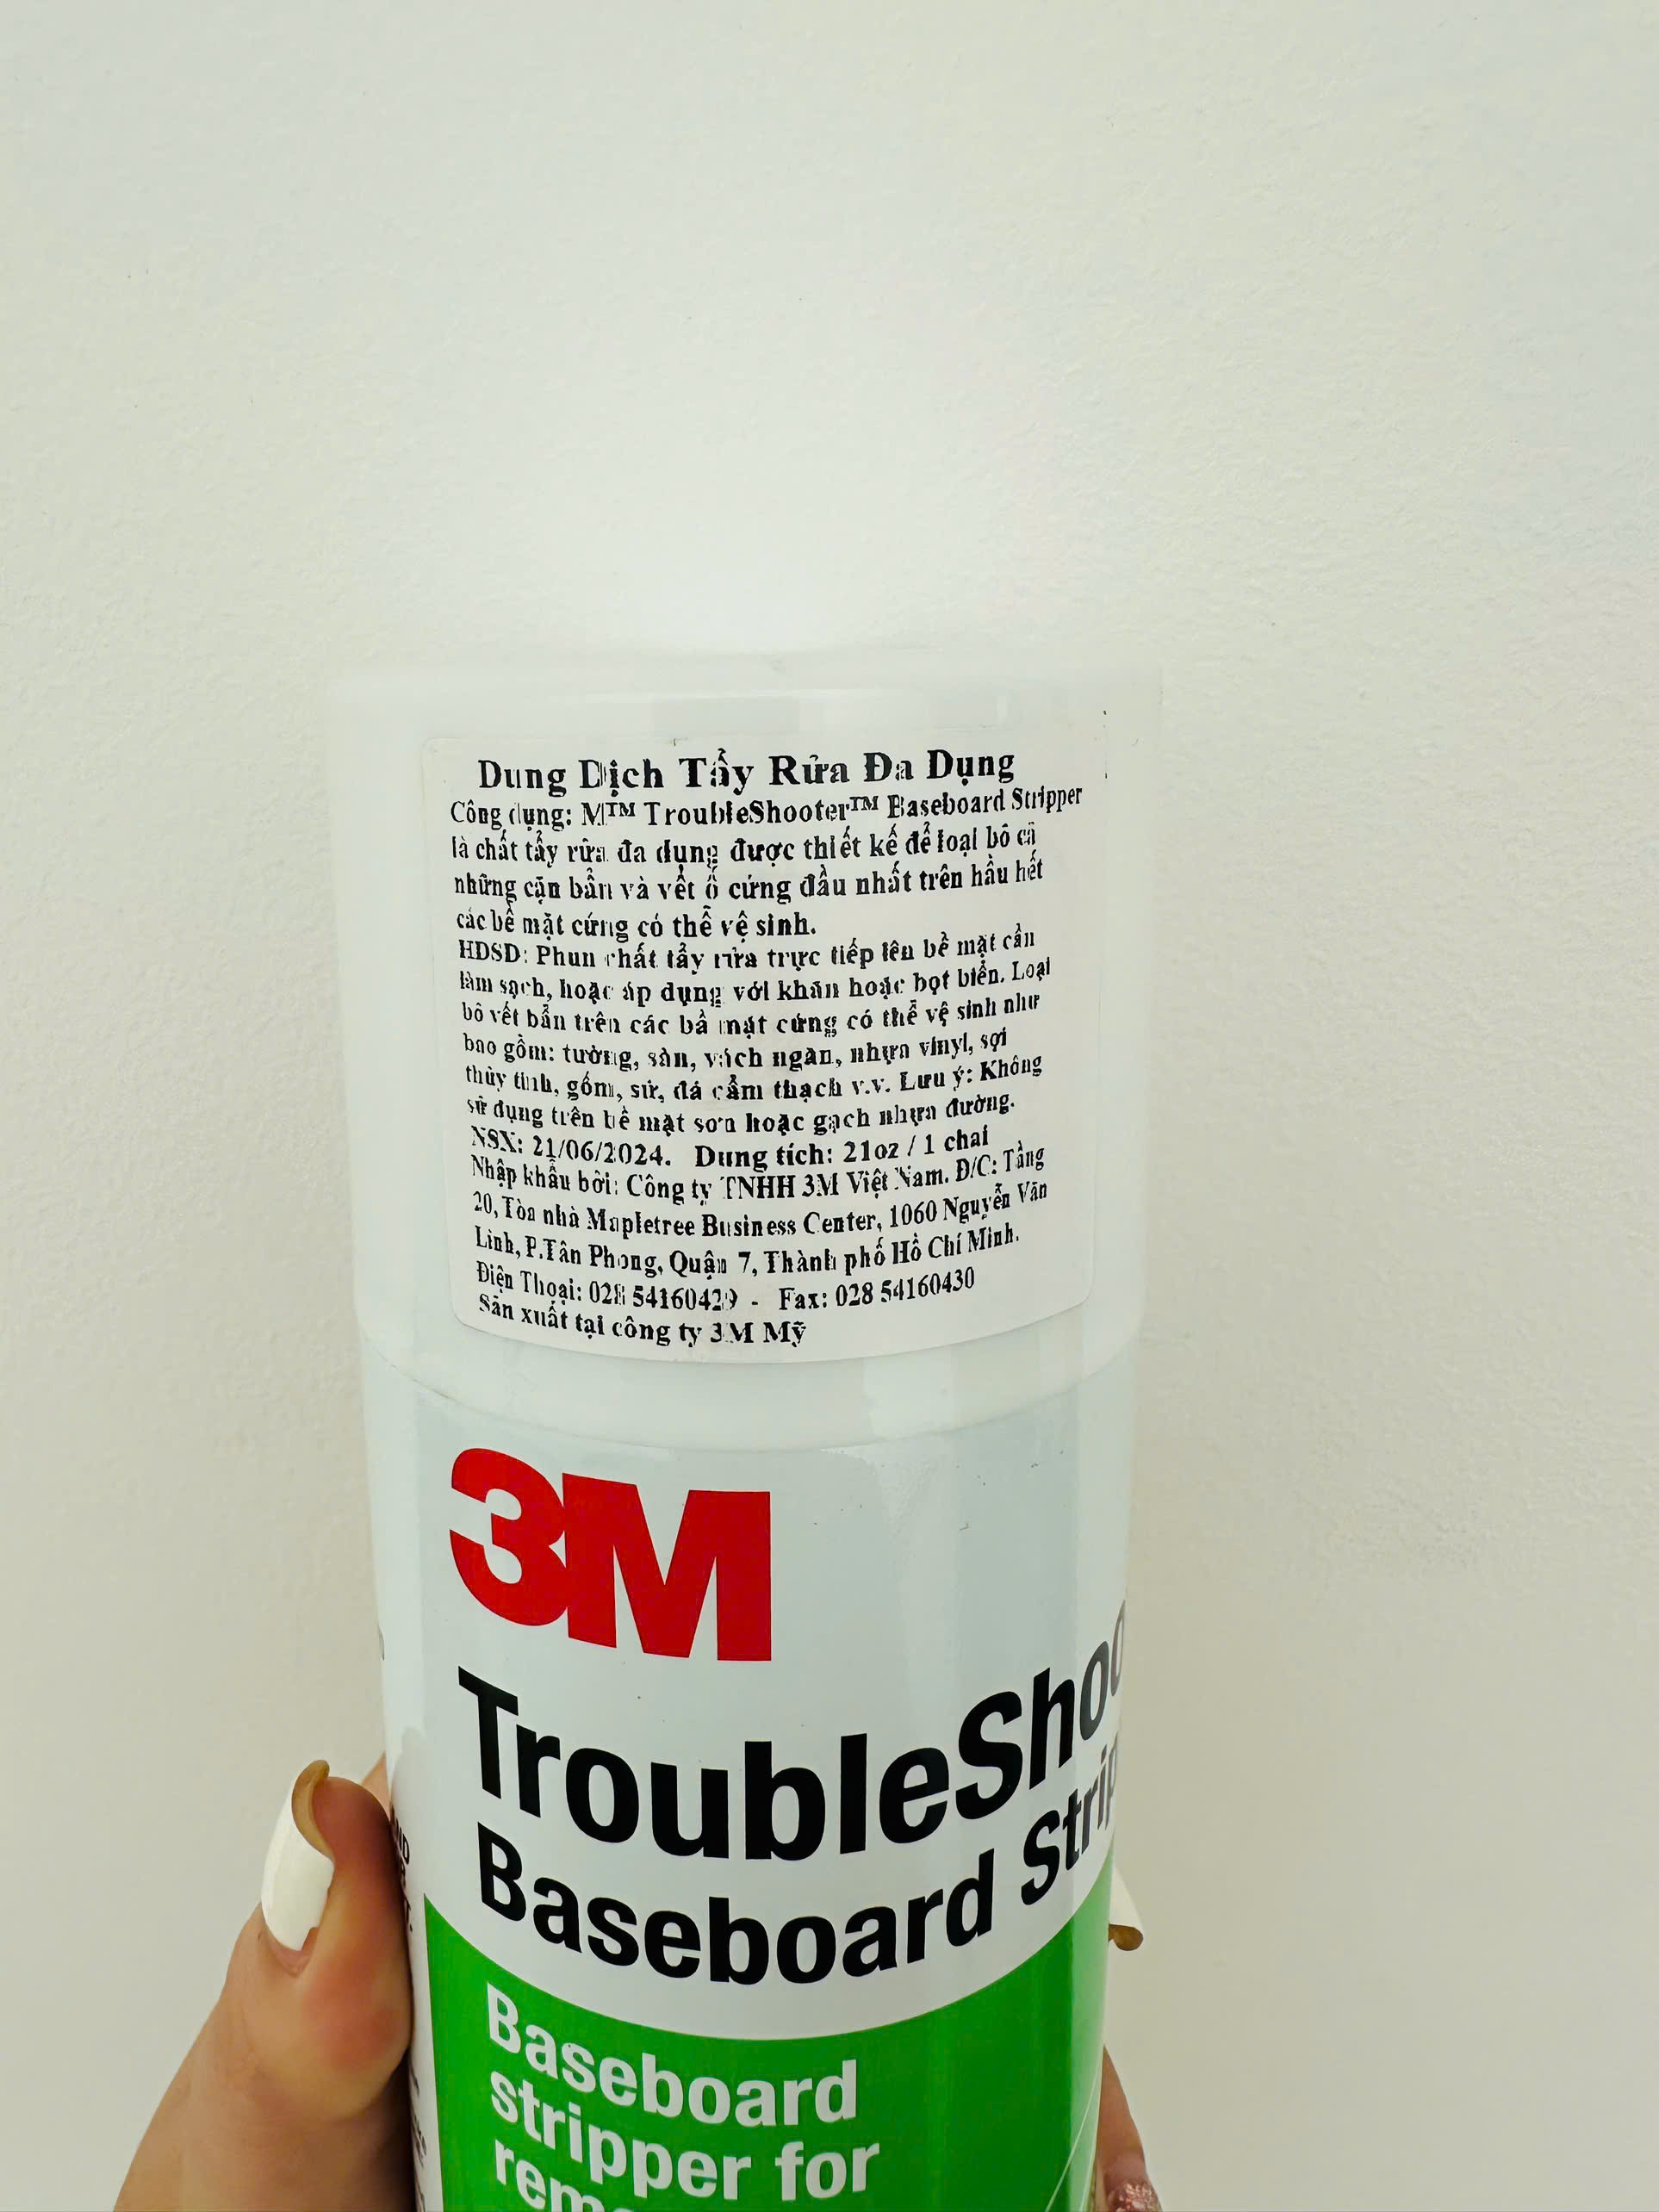 Dung Dịch Tẩy Rửa Đa Dụng
Công dụng: M™ TroubleShooter™ Baseboard Stripper
là chất tẩy rửa đa dụng được thiết kế để loại bỏ cả
những cặn bẩn và vết ố cứng đầu nhất trên hầu hết
các bề mặt cứng có thể vệ sinh.
HDSD: Phun chất tẩy rửa trực tiếp lên bề mặt cần
làm sạch, hoặc áp dụng với khăn hoặc bọt biển. Loại
bỏ vết bẩn trên các bầ mặt cứng có thể vệ sinh như
bao gồm: tường, sàn, vách ngăn, nhựa vinyl, sợi
thủy tinh, gốm, sứ, đá cẩm thạch v.v. Lưu ý: Không
sử dụng trên bề mặt sơn hoặc gạch nhựa đường.
NSX: 21/06/2024. Dung tích: 21oz / 1 chai
Nhập khẩu bởi: Công ty TNHH 3M Việt Nam. Đ/C: Tầng
20, Tòa nhà Mapletree Business Center, 1060 Nguyễn Văn
Linh, P.Tân Phong, Quận 7, Thành phố Hồ Chí Minh.
Điện Thoại: 028 54160429 - Fax: 028 54160430
Sản xuất tại công ty 3M Mỹ
3M
TroubleShoo
Baseboard Strip
Baseboard
stripper for